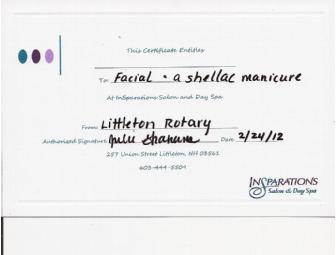 This Certificate Entitles
To: Facial • a shellac manicure
At InSparations Salon and Day Spa
From: Littleton Rotary
Authorized Signature Date 2/24/12
257 Union Street Littleton, NH 03561
603-444-5504
INSPARATIONS
Salon & Day Spa